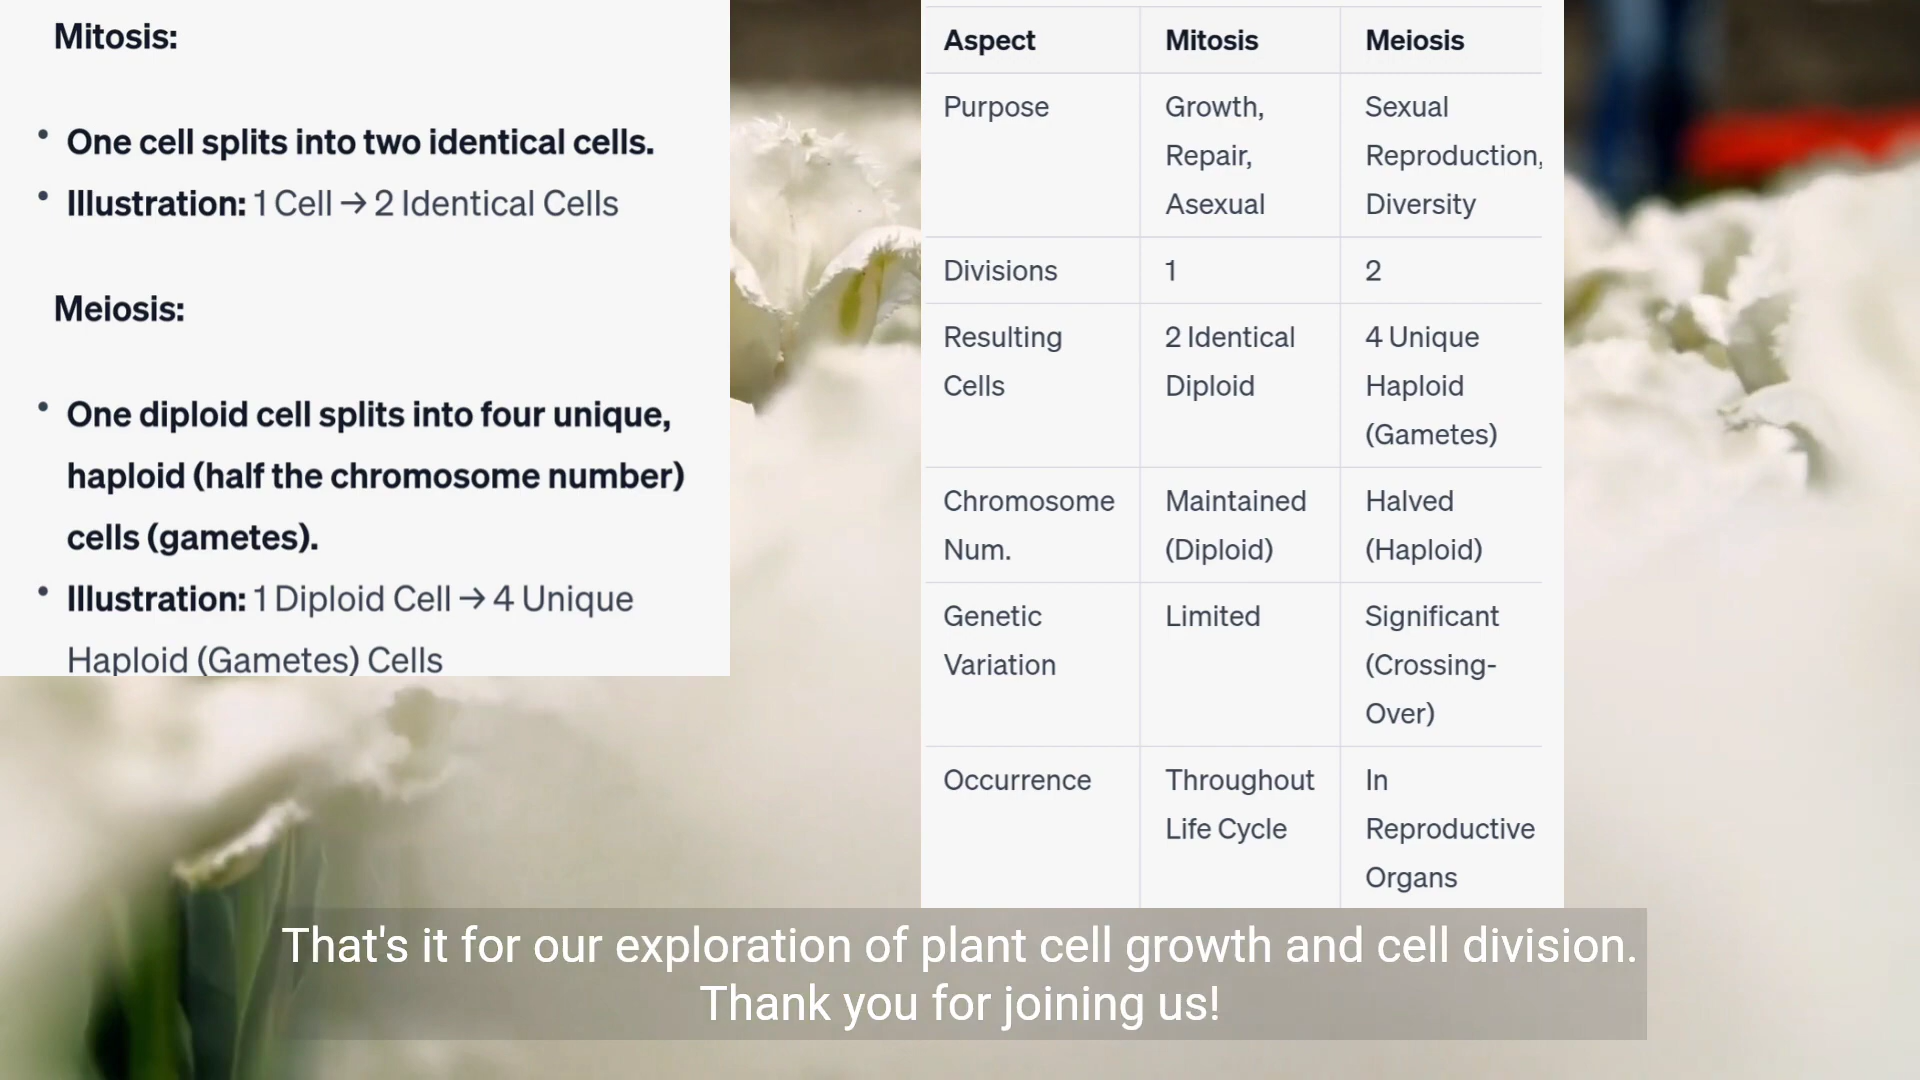 Mitosis:
• One cell splits into two identical cells.
• Illustration: 1 Cell → 2 Identical Cells
Meiosis:
• One diploid cell splits into four unique,
haploid (half the chromosome number)
cells (gametes).
• Illustration: 1 Diploid Cell → 4 Unique
Haploid (Gametes) Cells
Aspect Mitosis Meiosis
Purpose Growth, Sexual
Repair, Reproduction,
Asexual Diversity
Divisions 1 2
Resulting 2 Identical 4 Unique
Cells Diploid Haploid
(Gametes)
Chromosome Maintained Halved
Num. (Diploid) (Haploid)
Genetic Limited Significant
Variation (Crossing-
Over)
Occurrence Throughout In
Life Cycle Reproductive
Organs
That's it for our exploration of plant cell growth and cell division.
Thank you for joining us!